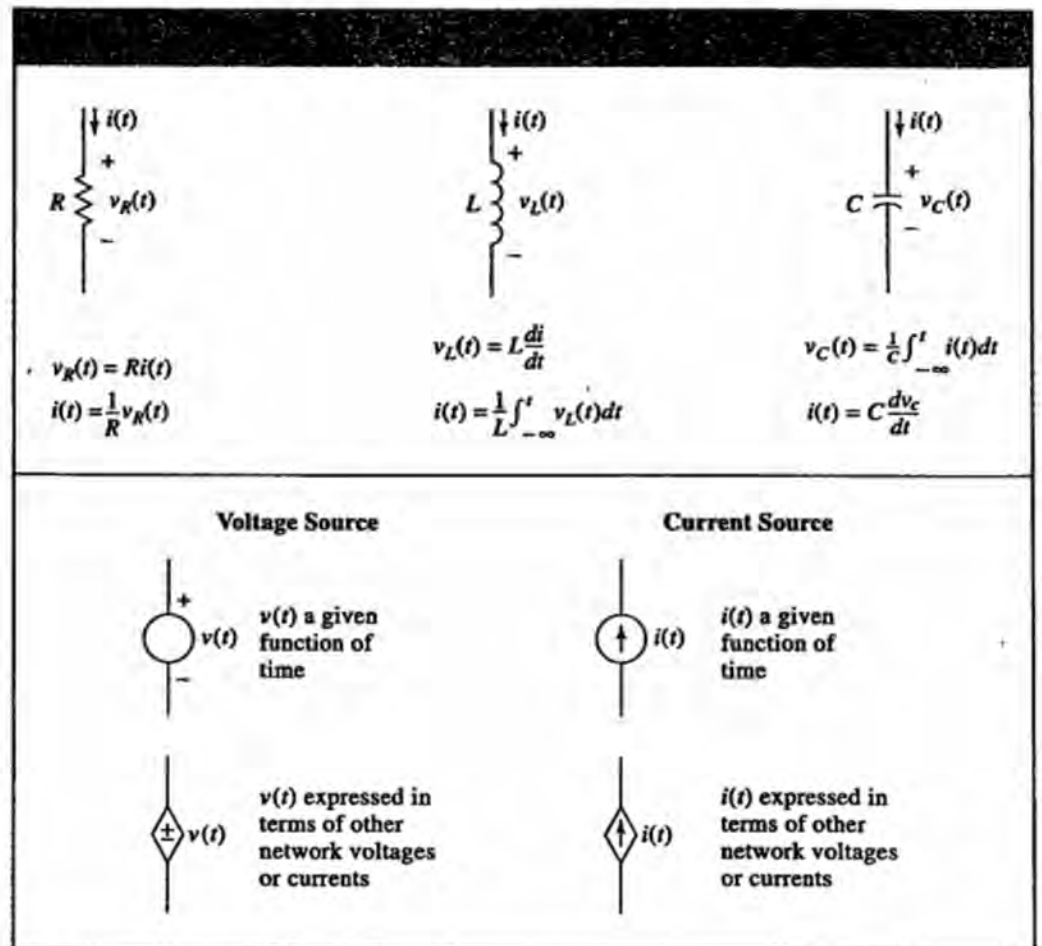 i(t) i(t) i(t)
+ + +
R v_R(t) L v_L(t) C v_C(t)
− − −
v_R(t) = Ri(t)
i(t) = 1/R v_R(t)
v_L(t) = L di/dt
i(t) = 1/L ∫_{−∞}^{t} v_L(t)dt
v_C(t) = 1/C ∫_{−∞}^{t} i(t)dt
i(t) = C dv_c/dt
Voltage Source
+
v(t)
−
v(t) a given
function of
time
± v(t)
v(t) expressed in
terms of other
network voltages
or currents
Current Source
i(t)
i(t) a given
function of
time
i(t)
i(t) expressed in
terms of other
network voltages
or currents